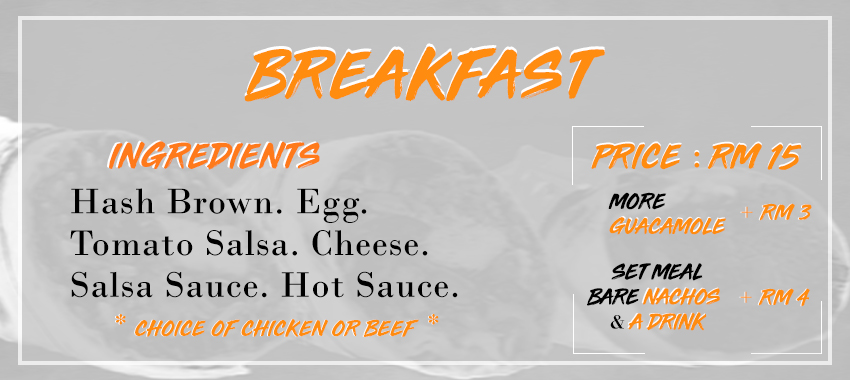 BREAKFAST
INGREDIENTS
Hash Brown. Egg.
Tomato Salsa. Cheese.
Salsa Sauce. Hot Sauce.
* CHOICE OF CHICKEN OR BEEF *
PRICE : RM 15
MORE
GUACAMOLE + RM 3
SET MEAL
BARE NACHOS + RM 4
& A DRINK